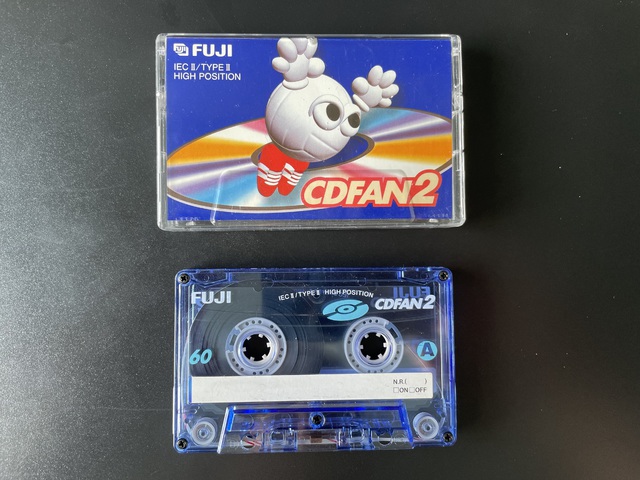 FUJI
IEC II/TYPE II
HIGH POSITION
CDFAN2
FUJI
IEC II/TYPE II HIGH POSITION
CDFAN2
60
A
N.R.( )
□ON □OFF